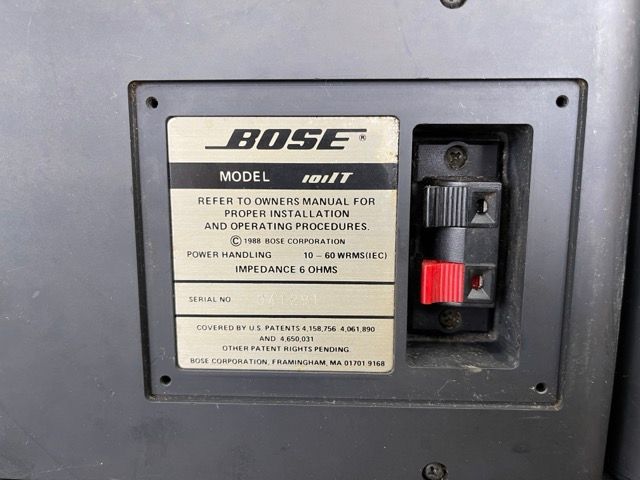 BOSE ®
MODEL 101IT
REFER TO OWNERS MANUAL FOR
PROPER INSTALLATION
AND OPERATING PROCEDURES.
© 1988 BOSE CORPORATION
POWER HANDLING 10 – 60 WRMS(IEC)
IMPEDANCE 6 OHMS
SERIAL NO
COVERED BY U.S. PATENTS 4,158,756 4,061,890
AND 4,650,031
OTHER PATENT RIGHTS PENDING.
BOSE CORPORATION, FRAMINGHAM, MA 01701 9168